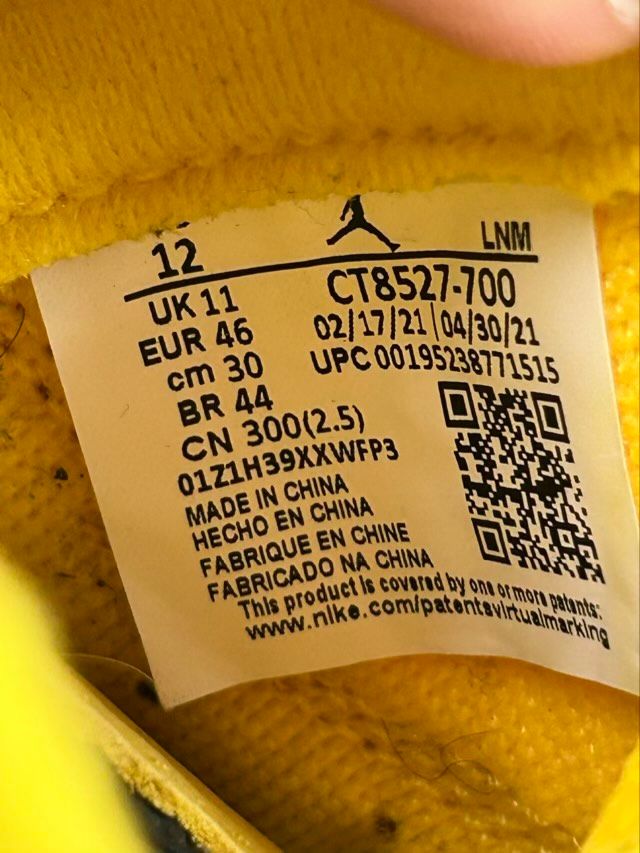 12
LNM
UK 11
EUR 46
cm 30
BR 44
CN 300(2.5)
CT8527-700
02/17/21|04/30/21
UPC 00195238771515
01Z1H39XXWFP3
MADE IN CHINA
HECHO EN CHINA
FABRIQUE EN CHINE
FABRICADO NA CHINA
This product is covered by one or more patents:
www.nike.com/patentsvirtualmarking